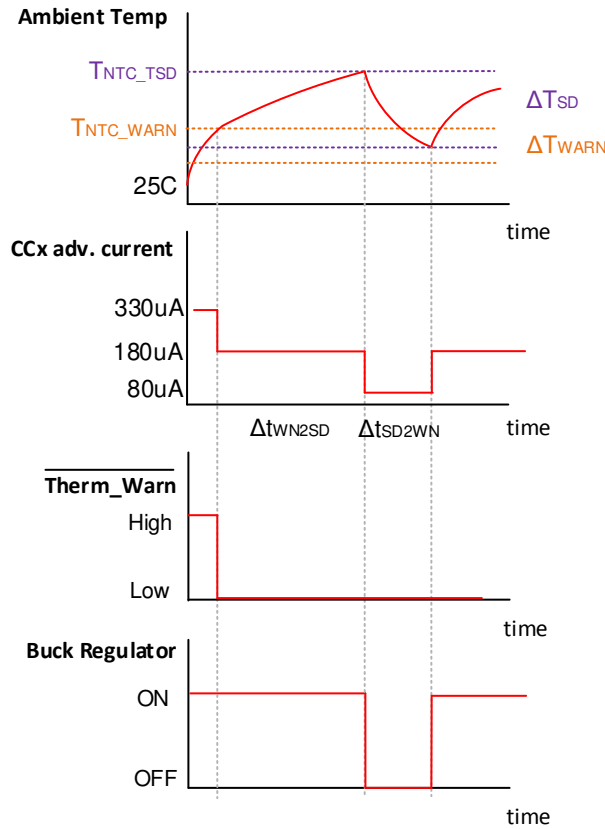 Ambient Temp
TNTC_TSD
ΔTSD
TNTC_WARN
ΔTWARN
25C
time
CCx adv. current
330uA
180uA
80uA
ΔtWN2SD ΔtSD2WN time
Therm_Warn
High
Low
time
Buck Regulator
ON
OFF
time